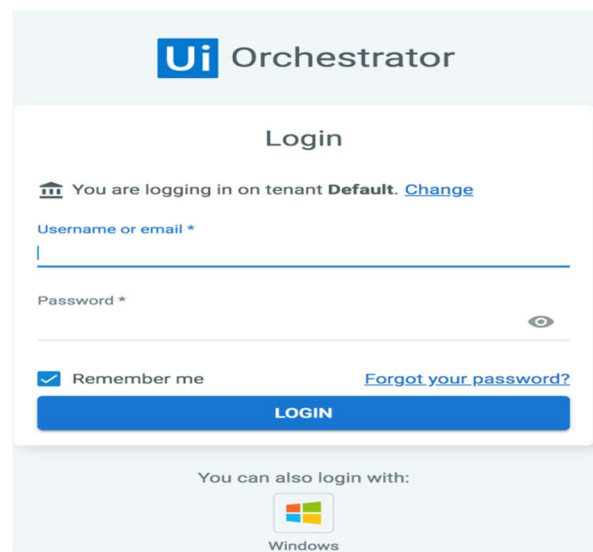 Ui Orchestrator
Login
You are logging in on tenant Default. Change
Username or email *
Password *
Remember me Forgot your password?
LOGIN
You can also login with:
Windows